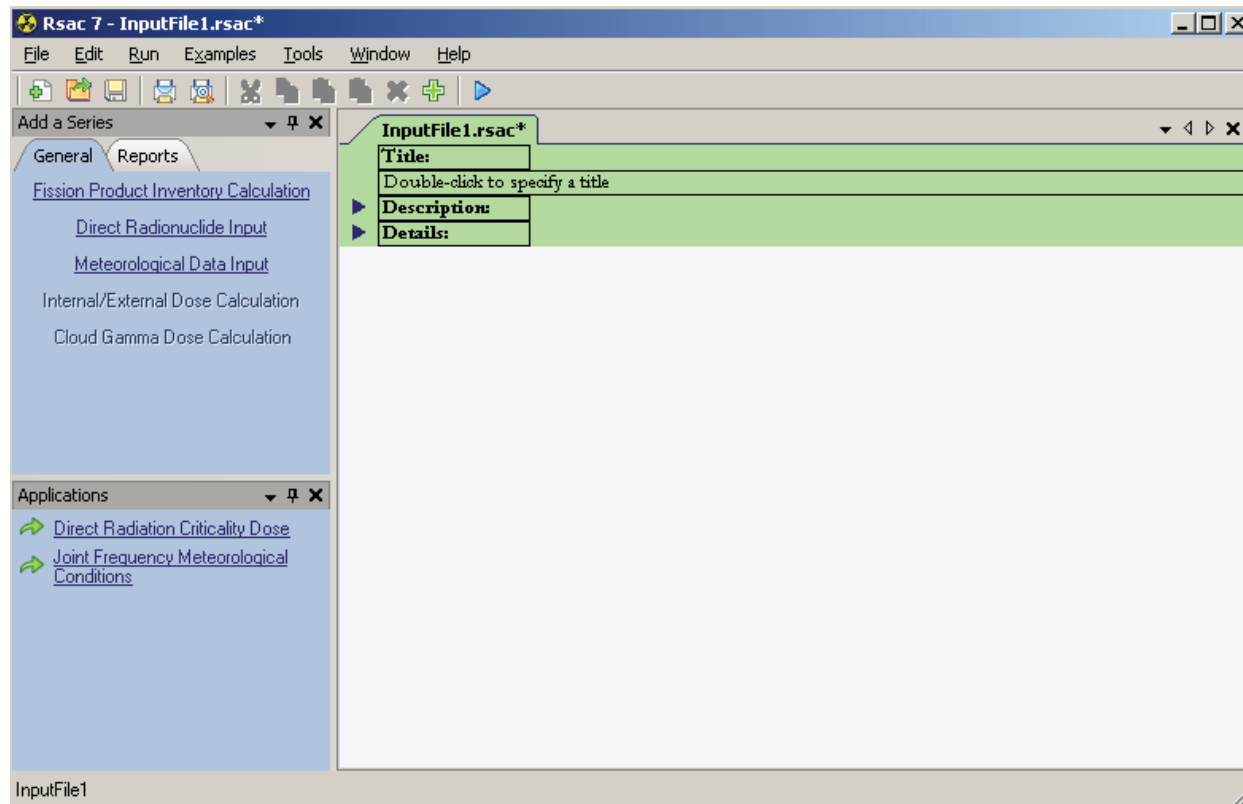 Rsac 7 - InputFile1.rsac*
File Edit Run Examples Tools Window Help
Add a Series
General Reports
Fission Product Inventory Calculation
Direct Radionuclide Input
Meteorological Data Input
Internal/External Dose Calculation
Cloud Gamma Dose Calculation
Applications
Direct Radiation Criticality Dose
Joint Frequency Meteorological
Conditions
InputFile1.rsac*
Title:
Double-click to specify a title
Description:
Details:
InputFile1